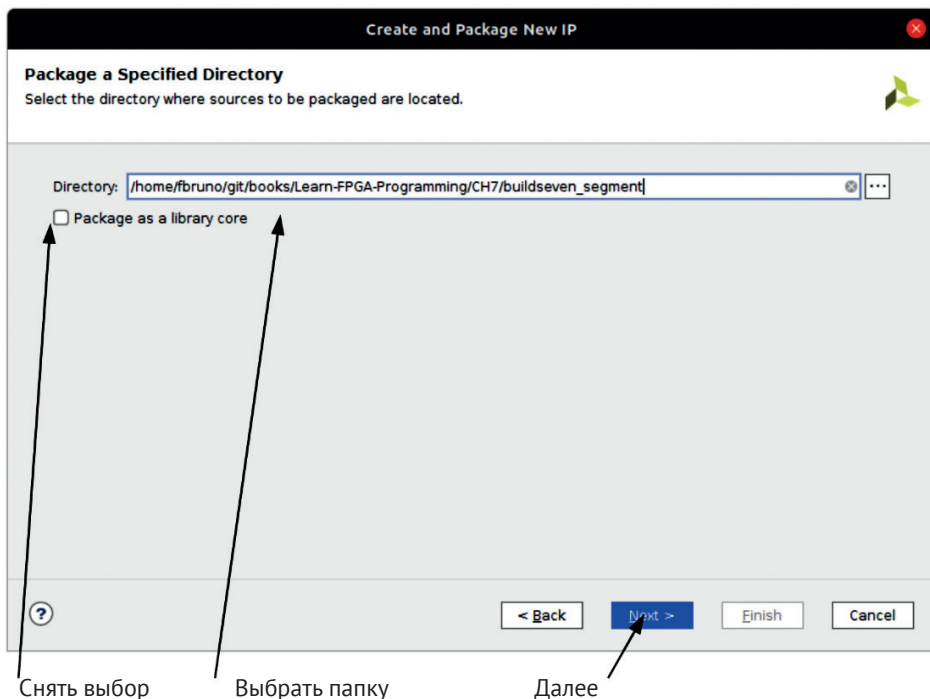 Create and Package New IP
Package a Specified Directory
Select the directory where sources to be packaged are located.
Directory: /home/fbruno/git/books/Learn-FPGA-Programming/CH7/buildseven_segment
Package as a library core
? < Back Next > Finish Cancel
Снять выбор Выбрать папку Далее